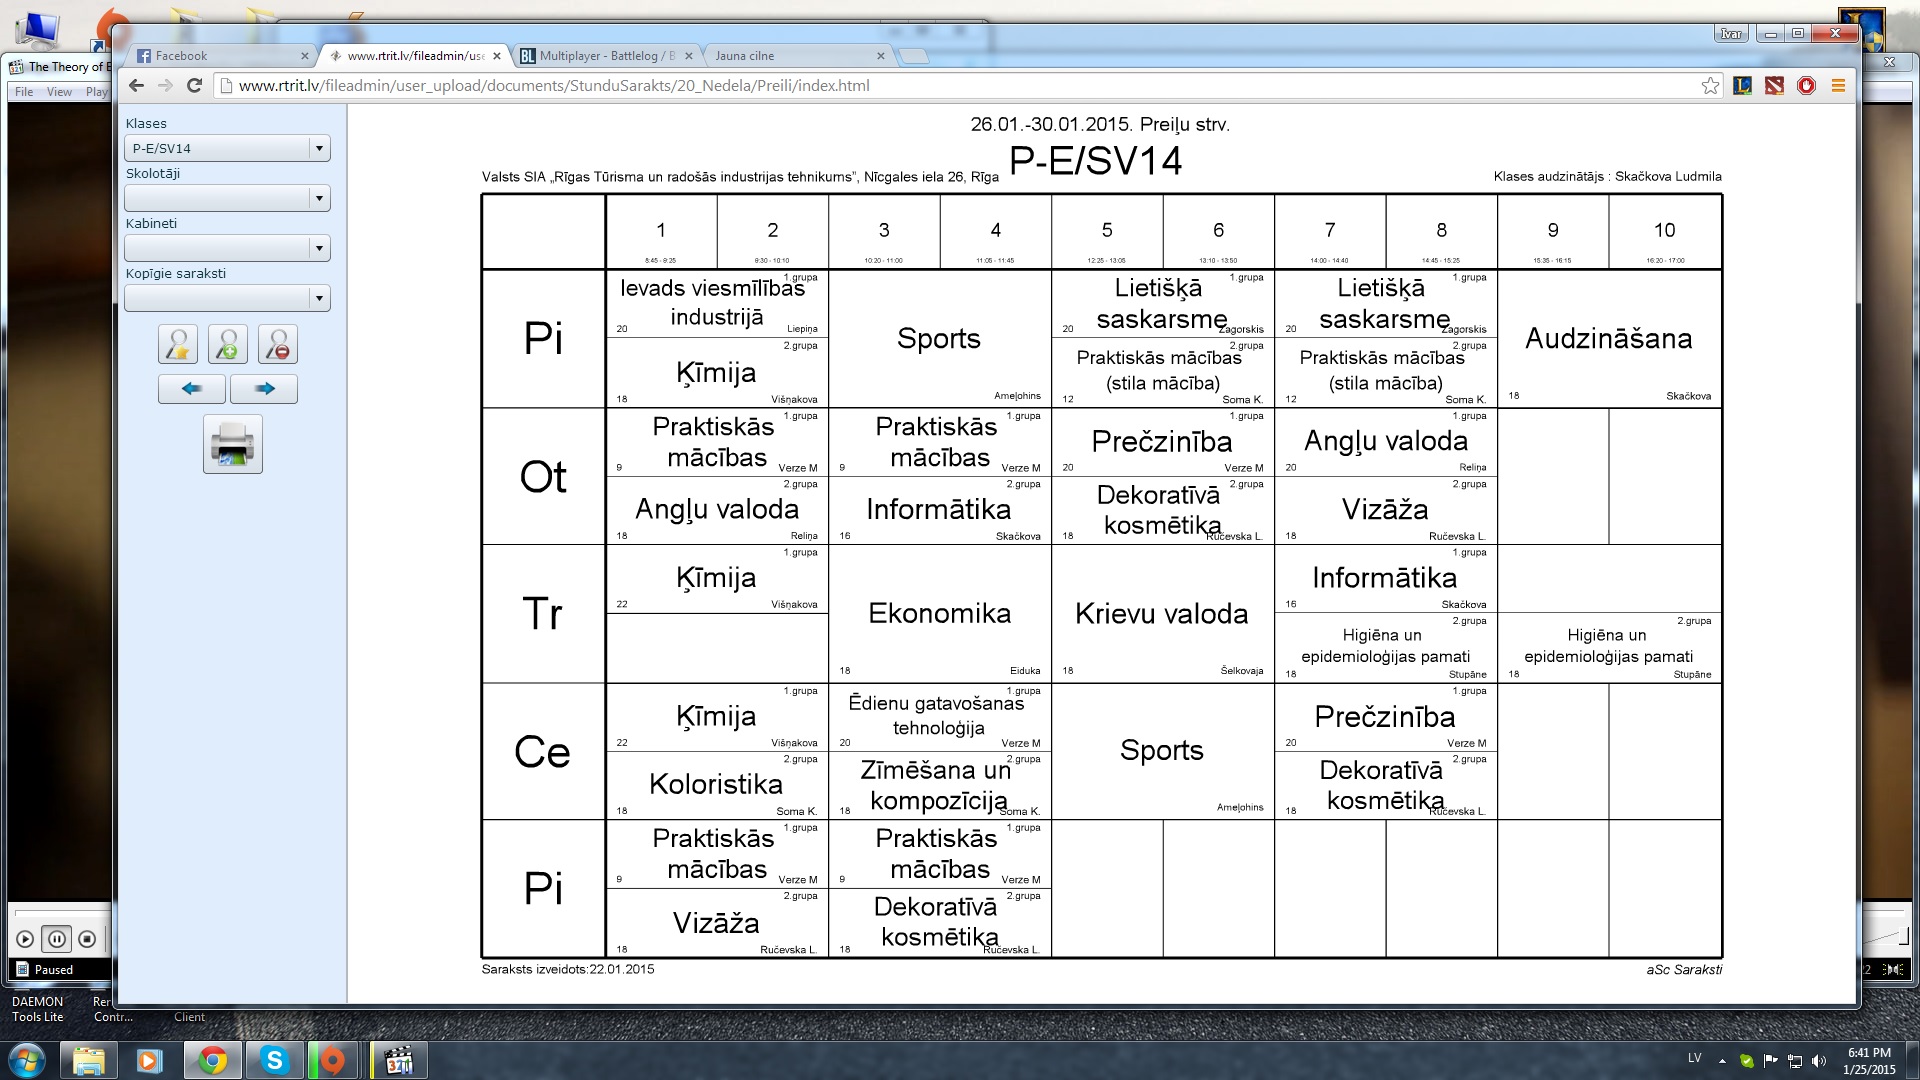 Ivar
Facebook
www.rtrit.lv/fileadmin/use
Multiplayer - Battlelog / B
Jauna cilne
The Theory of E
File View Play
www.rtrit.lv/fileadmin/user_upload/documents/StunduSarakts/20_Nedela/Preili/index.html
Klases
P-E/SV14
Skolotāji
Kabineti
Kopīgie saraksti
26.01.-30.01.2015. Preiļu strv.
P-E/SV14
Valsts SIA „Rīgas Tūrisma un radošās industrijas tehnikums”, Nīcgales iela 26, Rīga
Klases audzinātājs : Skačkova Ludmila
1 2 3 4 5 6 7 8 9 10
8:45 - 9:25 9:30 - 10:10 10:20 - 11:00 11:05 - 11:45 12:25 - 13:05 13:10 - 13:50 14:00 - 14:40 14:45 - 15:25 15:35 - 16:15 16:20 - 17:00
Pi
1.grupa
Ievads viesmīlības
industrijā
20 Liepiņa
2.grupa
Ķīmija
18 Višņakova
Sports
Ameļohins
1.grupa
Lietišķā
saskarsme
20 Zagorskis
2.grupa
Praktiskās mācības
(stila mācība)
12 Soma K.
1.grupa
Lietišķā
saskarsme
20 Zagorskis
2.grupa
Praktiskās mācības
(stila mācība)
12 Soma K.
Audzināšana
18 Skačkova
Ot
1.grupa
Praktiskās
mācības
9 Verze M
2.grupa
Angļu valoda
18 Reliņa
1.grupa
Praktiskās
mācības
9 Verze M
2.grupa
Informātika
16 Skačkova
1.grupa
Prečzinība
20 Verze M
2.grupa
Dekoratīvā
kosmētika
18 Ručevska L.
1.grupa
Angļu valoda
20 Reliņa
2.grupa
Vizāža
18 Ručevska L.
Tr
1.grupa
Ķīmija
22 Višņakova
Ekonomika
18 Eiduka
Krievu valoda
18 Šelkovaja
1.grupa
Informātika
16 Skačkova
2.grupa
Higiēna un
epidemioloģijas pamati
18 Stupāne
2.grupa
Higiēna un
epidemioloģijas pamati
18 Stupāne
Ce
1.grupa
Ķīmija
22 Višņakova
2.grupa
Koloristika
18 Soma K.
1.grupa
Ēdienu gatavošanas
tehnoloģija
20 Verze M
2.grupa
Zīmēšana un
kompozīcija
18 Soma K.
Sports
Ameļohins
1.grupa
Prečzinība
20 Verze M
2.grupa
Dekoratīvā
kosmētika
18 Ručevska L.
Pi
1.grupa
Praktiskās
mācības
9 Verze M
2.grupa
Vizāža
18 Ručevska L.
1.grupa
Praktiskās
mācības
9 Verze M
2.grupa
Dekoratīvā
kosmētika
18 Ručevska L.
Saraksts izveidots:22.01.2015
aSc Saraksti
Paused
22
DAEMON
Tools Lite
Rer
Contr...
Client
LV
6:41 PM
1/25/2015